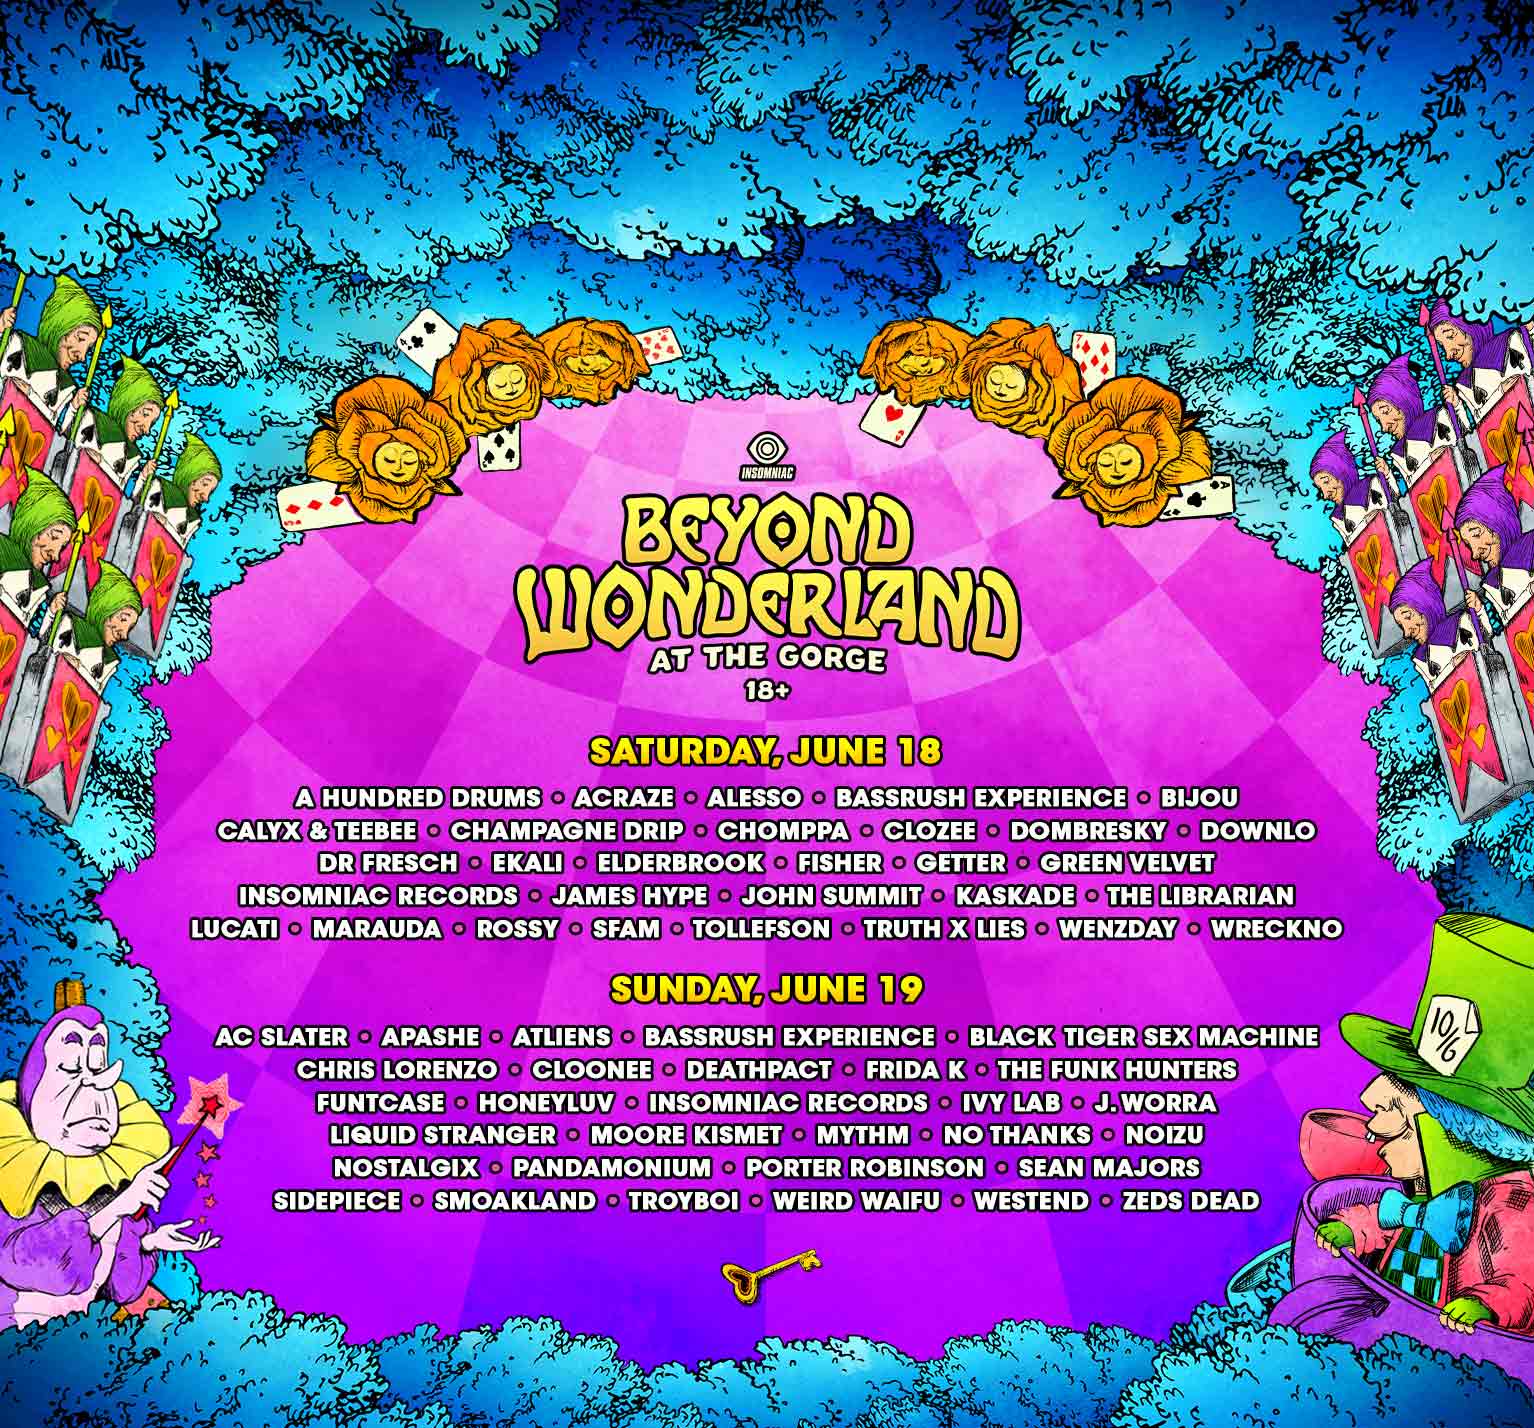 INSOMNIAC
BEYOND
WONDERLAND
AT THE GORGE
18+
SATURDAY, JUNE 18
A HUNDRED DRUMS • ACRAZE • ALESSO • BASSRUSH EXPERIENCE • BIJOU
CALYX & TEEBEE • CHAMPAGNE DRIP • CHOMPPA • CLOZEE • DOMBRESKY • DOWNLO
DR FRESCH • EKALI • ELDERBROOK • FISHER • GETTER • GREEN VELVET
INSOMNIAC RECORDS • JAMES HYPE • JOHN SUMMIT • KASKADE • THE LIBRARIAN
LUCATI • MARAUDA • ROSSY • SFAM • TOLLEFSON • TRUTH X LIES • WENZDAY • WRECKNO
SUNDAY, JUNE 19
AC SLATER • APASHE • ATLIENS • BASSRUSH EXPERIENCE • BLACK TIGER SEX MACHINE
CHRIS LORENZO • CLOONEE • DEATHPACT • FRIDA K • THE FUNK HUNTERS
FUNTCASE • HONEYLUV • INSOMNIAC RECORDS • IVY LAB • J. WORRA
LIQUID STRANGER • MOORE KISMET • MYTHM • NO THANKS • NOIZU
NOSTALGIX • PANDAMONIUM • PORTER ROBINSON • SEAN MAJORS
SIDEPIECE • SMOAKLAND • TROYBOI • WEIRD WAIFU • WESTEND • ZEDS DEAD
10/6